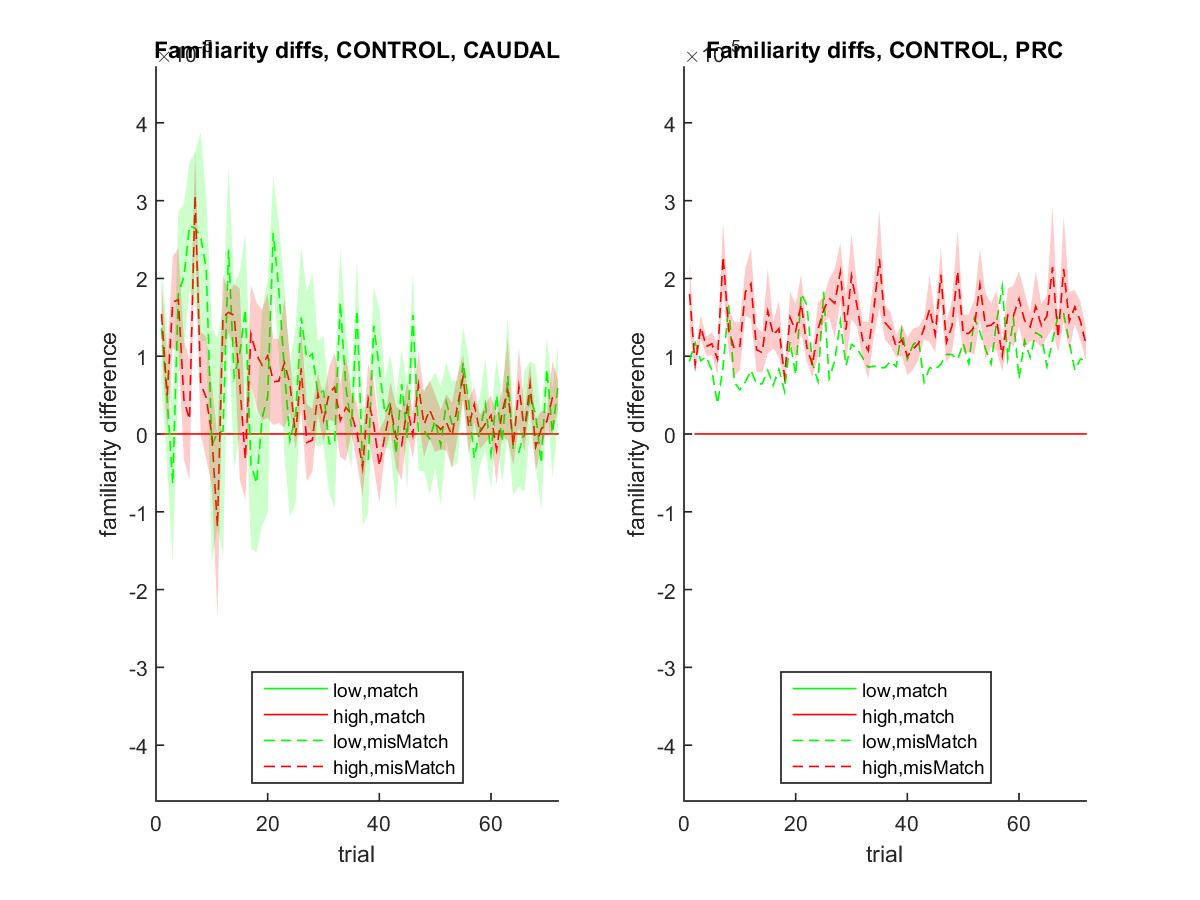 Familiarity diffs, CONTROL, CAUDAL
×10-5
4
3
2
1
0
-1
-2
-3
-4
familiarity difference
low,match
high,match
low,misMatch
high,misMatch
0 20 40 60
trial
Familiarity diffs, CONTROL, PRC
×10-5
4
3
2
1
0
-1
-2
-3
-4
familiarity difference
low,match
high,match
low,misMatch
high,misMatch
0 20 40 60
trial